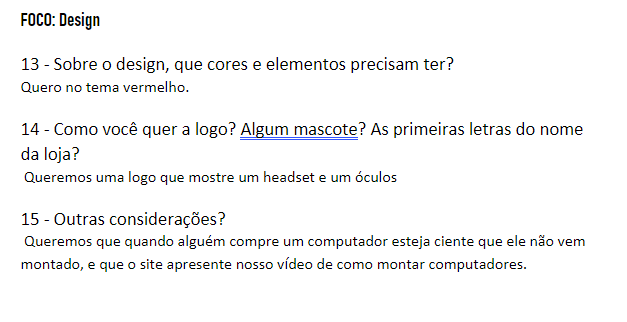 FOCO: Design
13 - Sobre o design, que cores e elementos precisam ter?
Quero no tema vermelho.
14 - Como você quer a logo? Algum mascote? As primeiras letras do nome
da loja?
Queremos uma logo que mostre um headset e um óculos
15 - Outras considerações?
Queremos que quando alguém compre um computador esteja ciente que ele não vem
montado, e que o site apresente nosso vídeo de como montar computadores.